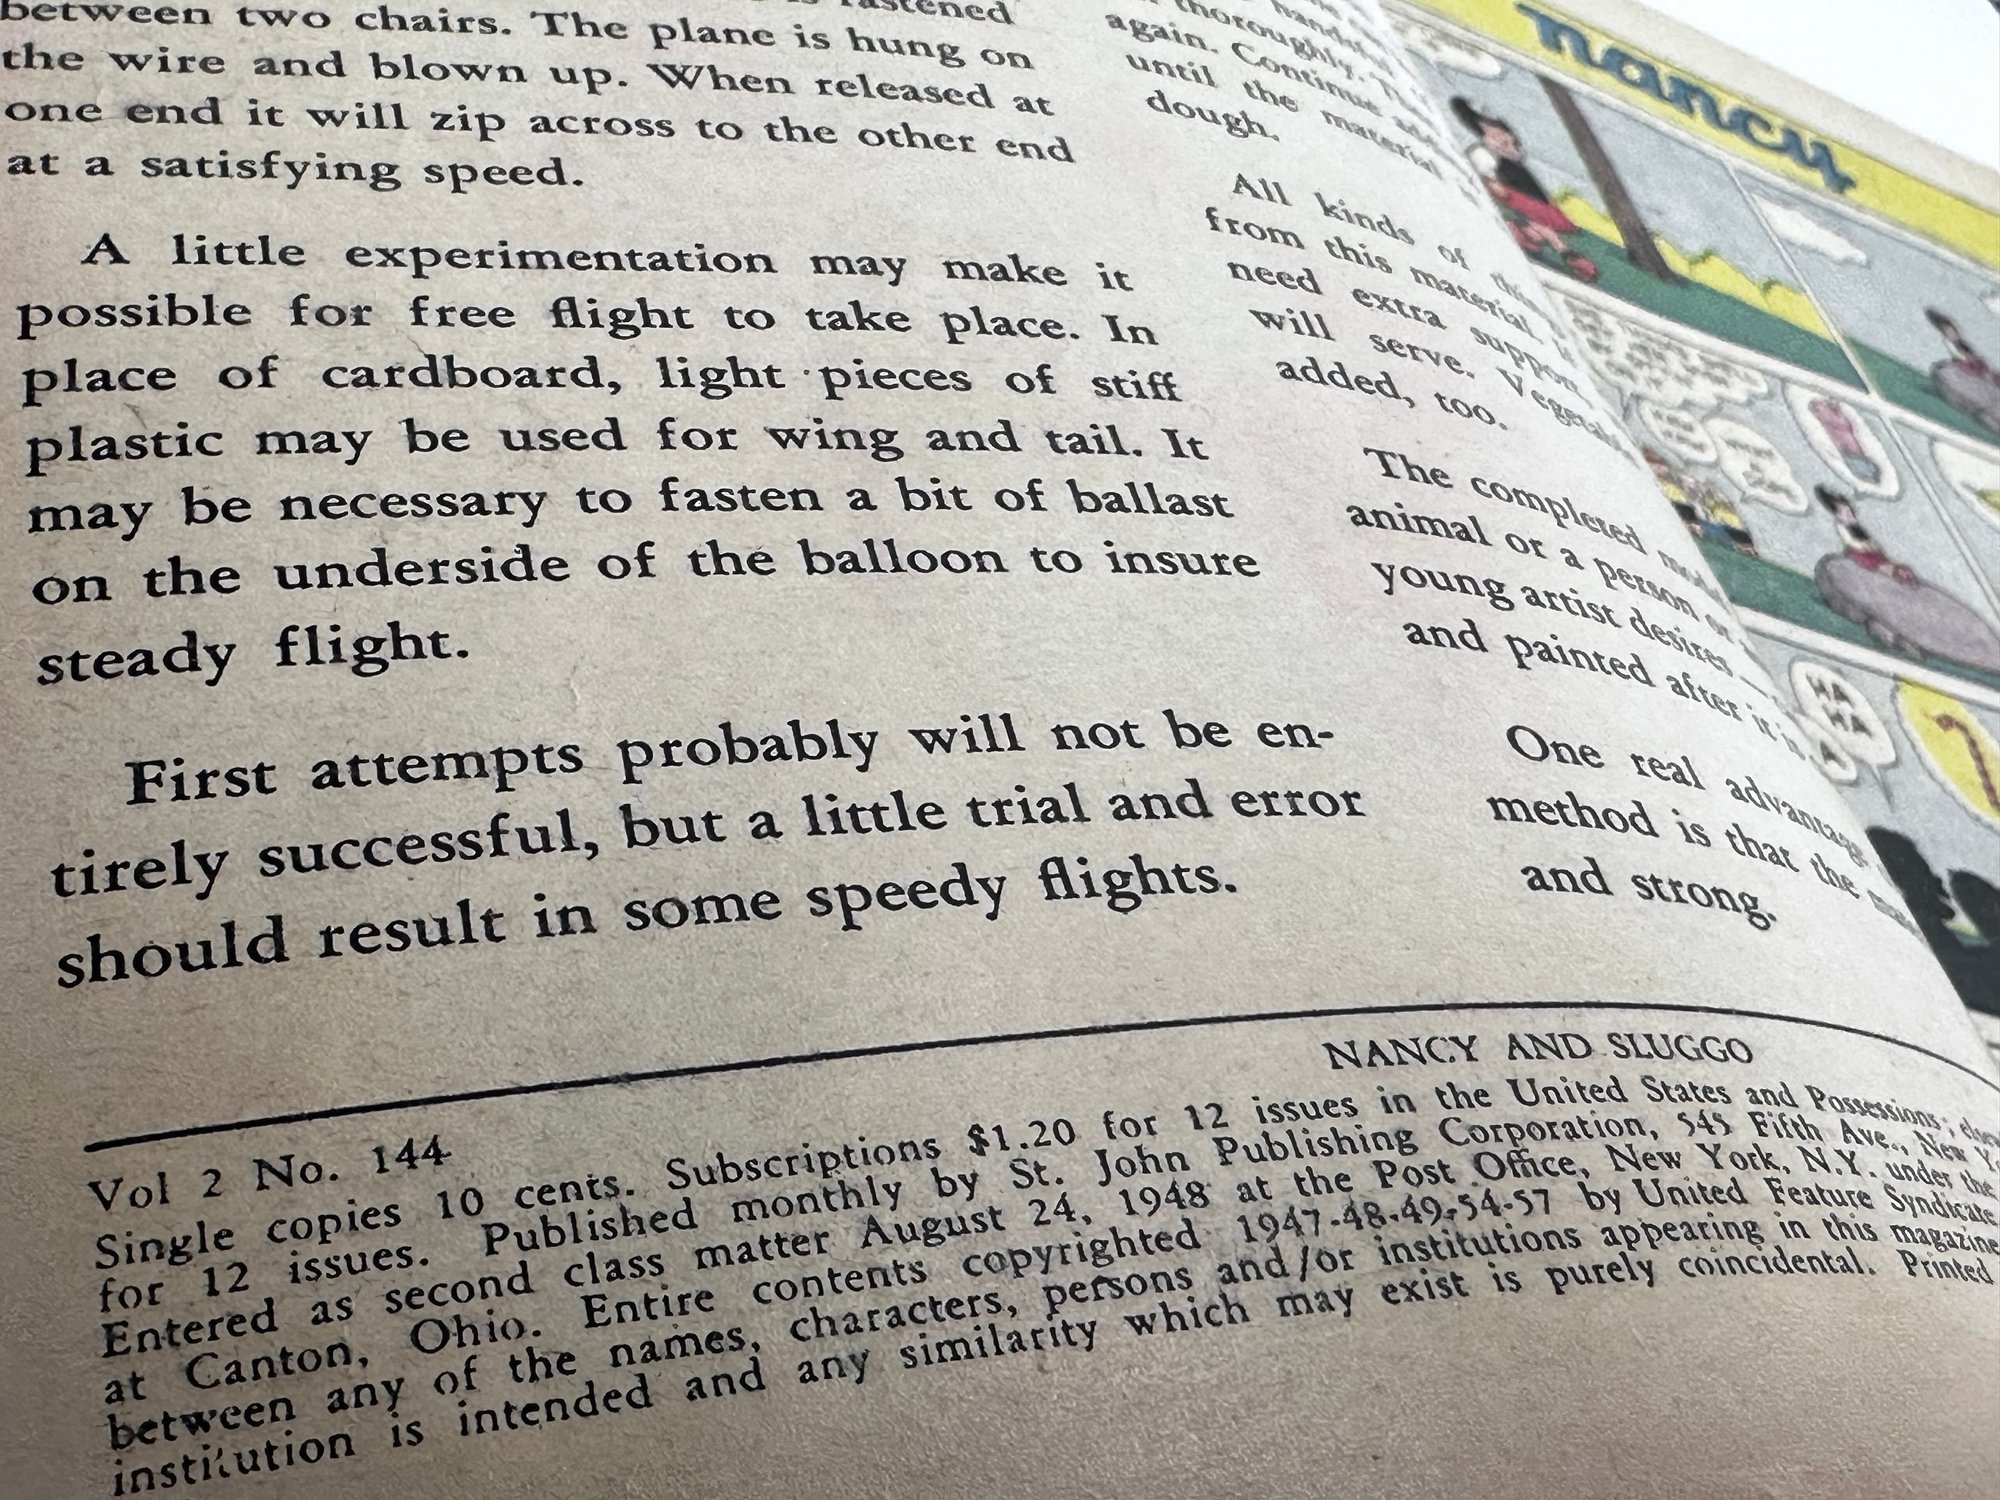 fastened
between two chairs. The plane is hung on
the wire and blown up. When released at
one end it will zip across to the other end
at a satisfying speed.
A little experimentation may make it
possible for free flight to take place. In
place of cardboard, light pieces of stiff
plastic may be used for wing and tail. It
may be necessary to fasten a bit of ballast
on the underside of the balloon to insure
steady flight.
First attempts probably will not be en-
tirely successful, but a little trial and error
should result in some speedy flights.
thoroughly.
again. Continue
until the material
dough.
All kinds of
from this material
need extra support
will serve.
added, too.
The completed
animal or a person or
young artist desires
and painted after it
One real advantage
method is that the
and strong.
nancy
HA
HA
NANCY AND SLUGGO
Vol 2 No. 144
Single copies 10 cents. Subscriptions $1.20 for 12 issues in the United States and Possessions;
for 12 issues. Published monthly by St. John Publishing Corporation, 545 Fifth Ave., New
Entered as second class matter August 24, 1948 at the Post Office, New York, N.Y. under the
at Canton, Ohio. Entire contents copyrighted 1947-48-49-54-57 by United Feature Syndicate
between any of the names, characters, persons and/or institutions appearing in this magazine
institution is intended and any similarity which may exist is purely coincidental. Printed